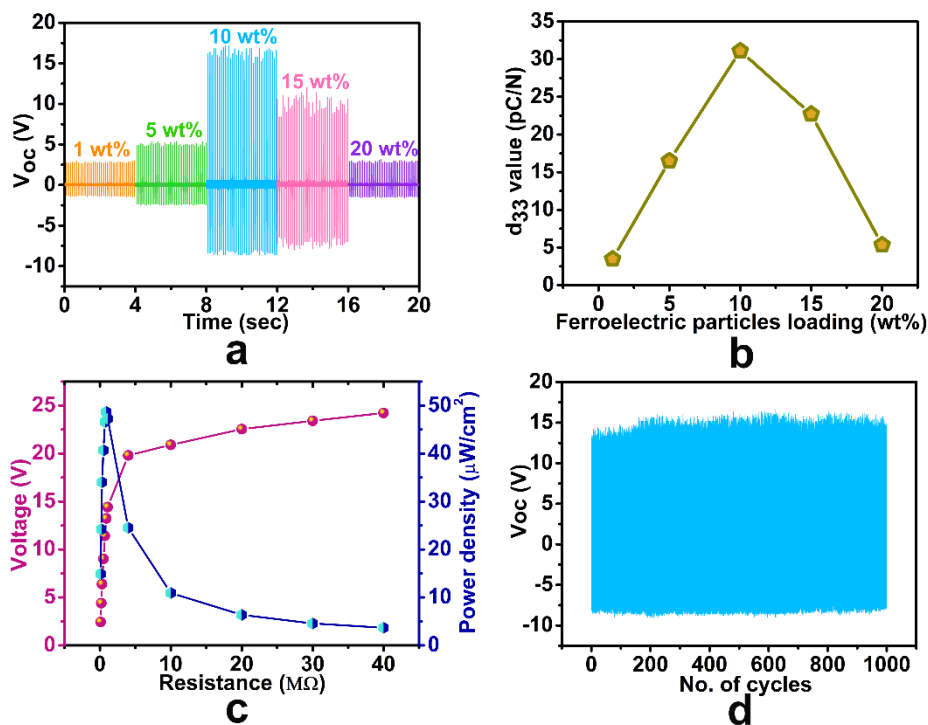 20
15
10
5
0
-5
-10
Voc (V)
1 wt%
5 wt%
10 wt%
15 wt%
20 wt%
0 4 8 12 16 20
Time (sec)
a
35
30
25
20
15
10
5
0
d33 value (pC/N)
0 5 10 15 20
Ferroelectric particles loading (wt%)
b
25
20
15
10
5
0
Voltage (V)
50
40
30
20
10
0
Power density (μW/cm²)
0 10 20 30 40
Resistance (MΩ)
c
20
15
10
5
0
-5
-10
Voc (V)
0 200 400 600 800 1000
No. of cycles
d